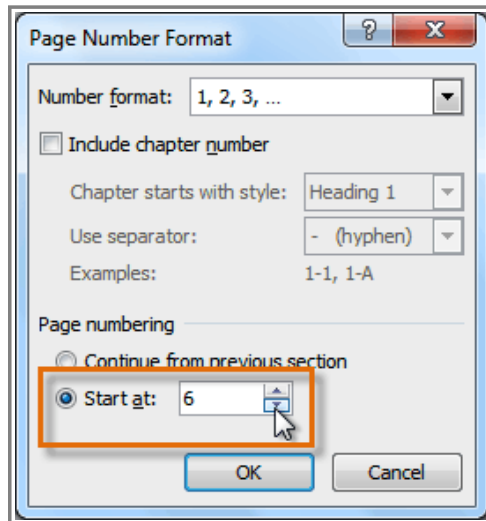 Page Number Format
Number format: 1, 2, 3, ...
Include chapter number
Chapter starts with style: Heading 1
Use separator: - (hyphen)
Examples: 1-1, 1-A
Page numbering
Continue from previous section
Start at: 6
OK Cancel